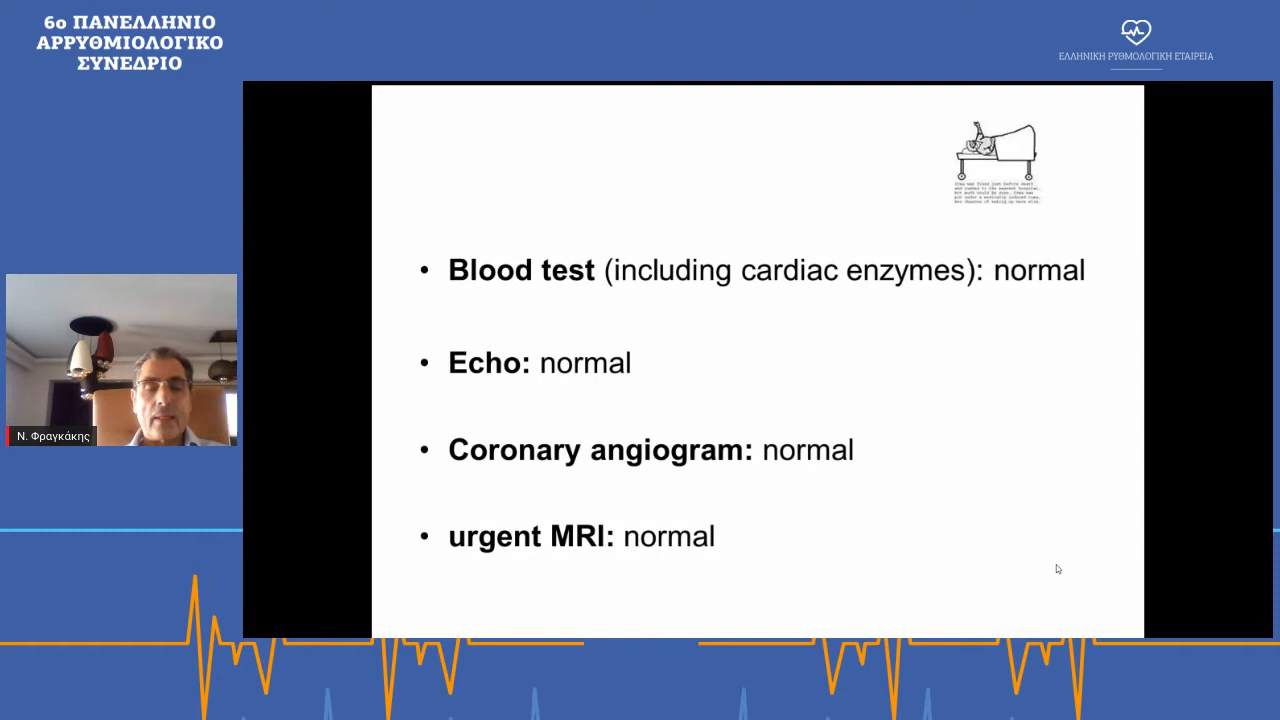 6ο ΠΑΝΕΛΛΗΝΙΟ
ΑΡΡΥΘΜΙΟΛΟΓΙΚΟ
ΣΥΝΕΔΡΙΟ
ΕΛΛΗΝΙΚΗ ΡΥΘΜΟΛΟΓΙΚΗ ΕΤΑΙΡΕΙΑ
• Blood test (including cardiac enzymes): normal
• Echo: normal
• Coronary angiogram: normal
• urgent MRI: normal
Ν. Φραγκάκης